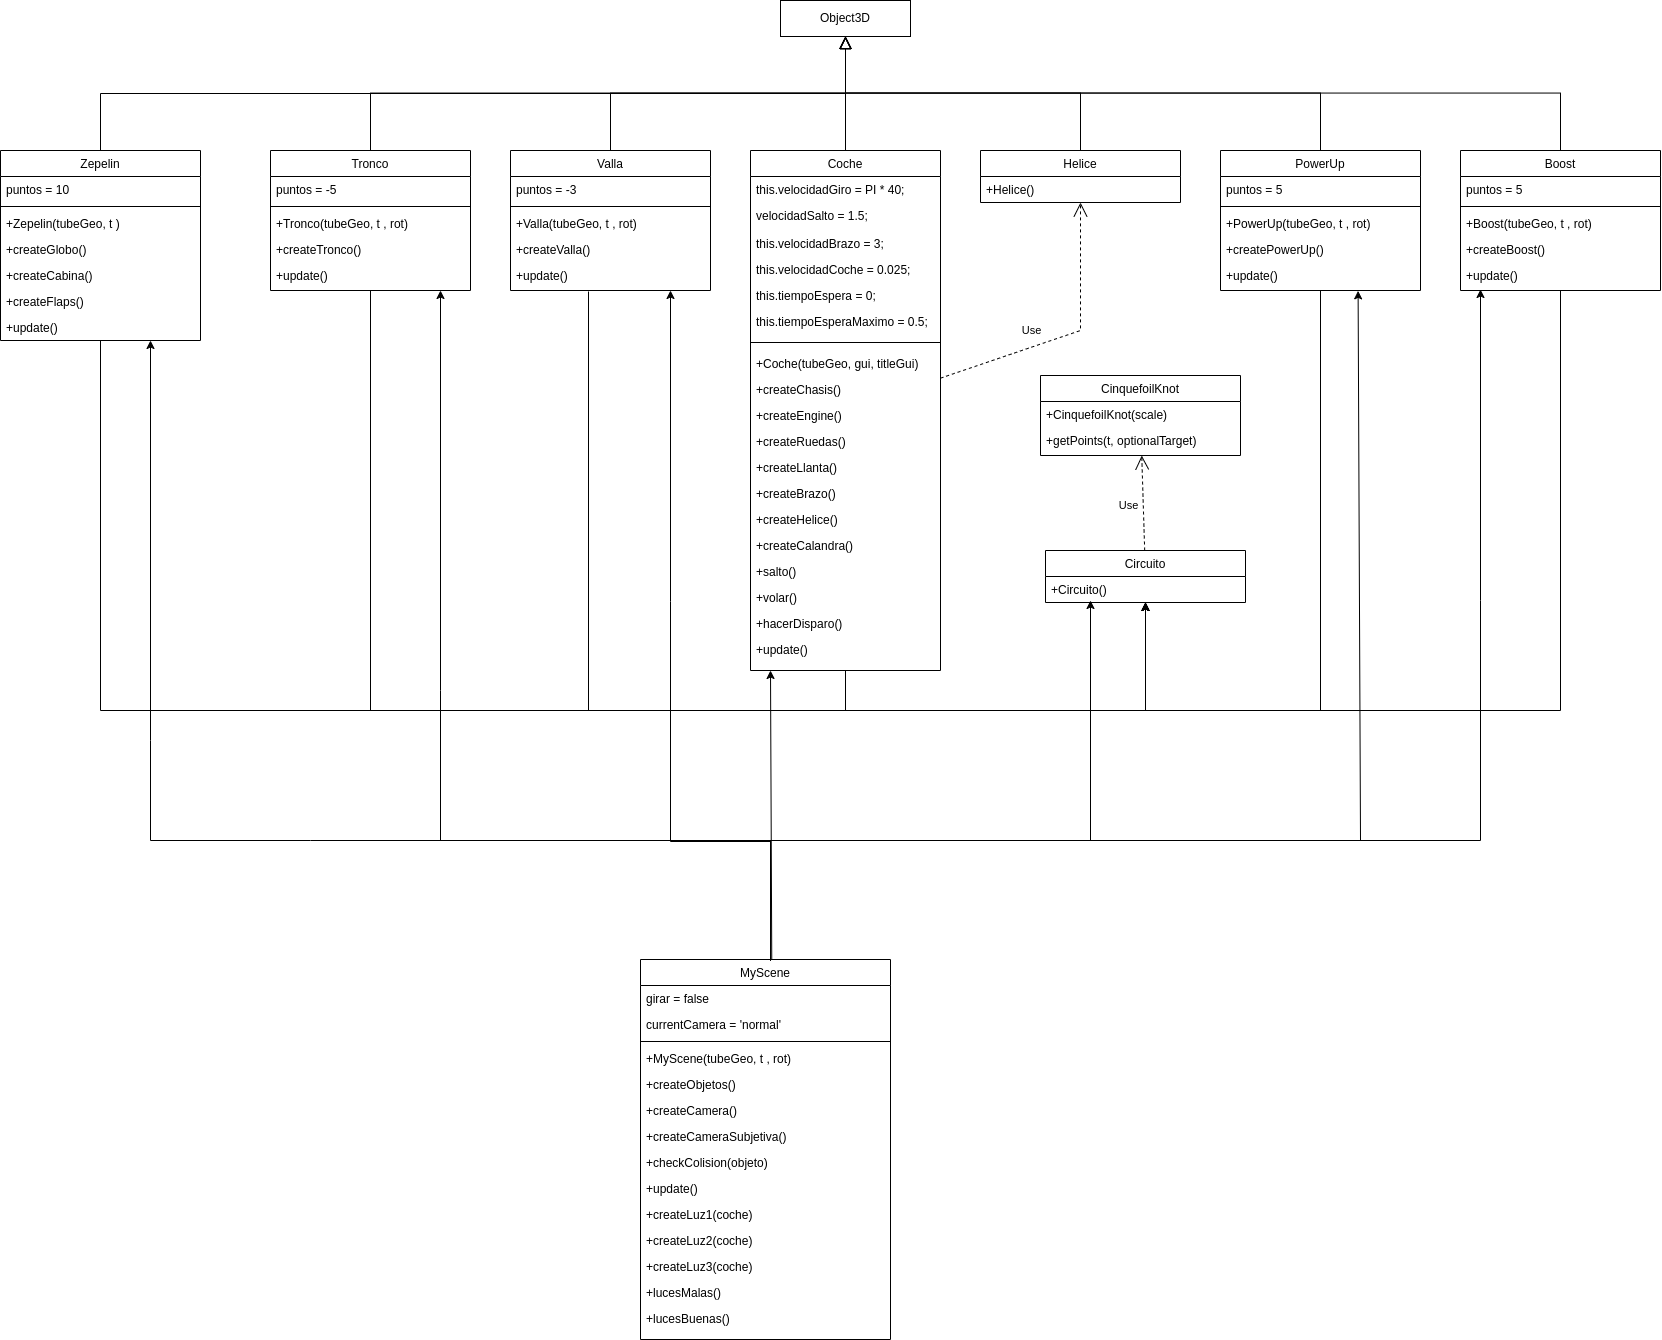 Object3D
Zepelin
puntos = 10
+Zepelin(tubeGeo, t )
+createGlobo()
+createCabina()
+createFlaps()
+update()
Tronco
puntos = -5
+Tronco(tubeGeo, t , rot)
+createTronco()
+update()
Valla
puntos = -3
+Valla(tubeGeo, t , rot)
+createValla()
+update()
Coche
this.velocidadGiro = PI * 40;
velocidadSalto = 1.5;
this.velocidadBrazo = 3;
this.velocidadCoche = 0.025;
this.tiempoEspera = 0;
this.tiempoEsperaMaximo = 0.5;
+Coche(tubeGeo, gui, titleGui)
+createChasis()
+createEngine()
+createRuedas()
+createLlanta()
+createBrazo()
+createHelice()
+createCalandra()
+salto()
+volar()
+hacerDisparo()
+update()
Helice
+Helice()
Use
PowerUp
puntos = 5
+PowerUp(tubeGeo, t , rot)
+createPowerUp()
+update()
Boost
puntos = 5
+Boost(tubeGeo, t , rot)
+createBoost()
+update()
CinquefoilKnot
+CinquefoilKnot(scale)
+getPoints(t, optionalTarget)
Use
Circuito
+Circuito()
MyScene
girar = false
currentCamera = 'normal'
+MyScene(tubeGeo, t , rot)
+createObjetos()
+createCamera()
+createCameraSubjetiva()
+checkColision(objeto)
+update()
+createLuz1(coche)
+createLuz2(coche)
+createLuz3(coche)
+lucesMalas()
+lucesBuenas()